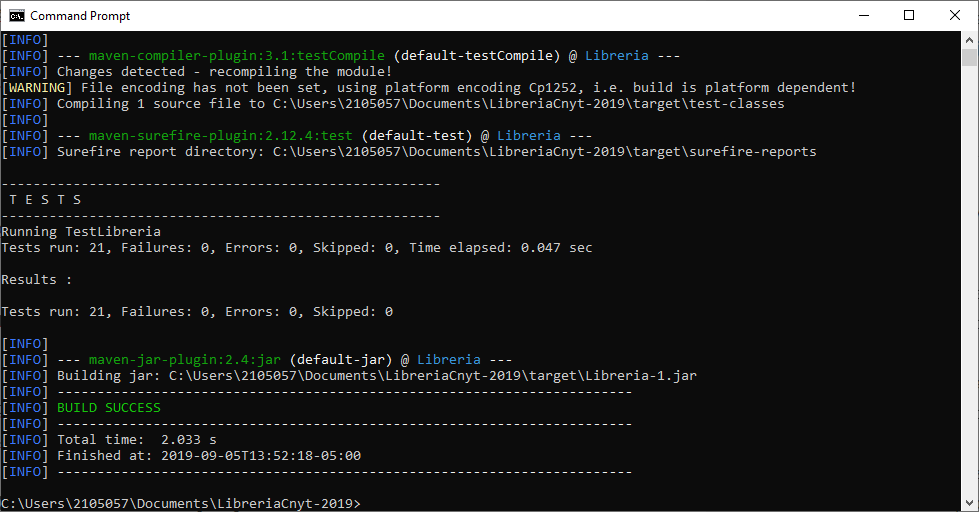 Command Prompt
[INFO]
[INFO] --- maven-compiler-plugin:3.1:testCompile (default-testCompile) @ Libreria ---
[INFO] Changes detected - recompiling the module!
[WARNING] File encoding has not been set, using platform encoding Cp1252, i.e. build is platform dependent!
[INFO] Compiling 1 source file to C:\Users\2105057\Documents\LibreriaCnyt-2019\target\test-classes
[INFO]
[INFO] --- maven-surefire-plugin:2.12.4:test (default-test) @ Libreria ---
[INFO] Surefire report directory: C:\Users\2105057\Documents\LibreriaCnyt-2019\target\surefire-reports
-------------------------------------------------------
T E S T S
-------------------------------------------------------
Running TestLibreria
Tests run: 21, Failures: 0, Errors: 0, Skipped: 0, Time elapsed: 0.047 sec
Results :
Tests run: 21, Failures: 0, Errors: 0, Skipped: 0
[INFO]
[INFO] --- maven-jar-plugin:2.4:jar (default-jar) @ Libreria ---
[INFO] Building jar: C:\Users\2105057\Documents\LibreriaCnyt-2019\target\Libreria-1.jar
[INFO] ------------------------------------------------------------------------
[INFO] BUILD SUCCESS
[INFO] ------------------------------------------------------------------------
[INFO] Total time:  2.033 s
[INFO] Finished at: 2019-09-05T13:52:18-05:00
[INFO] ------------------------------------------------------------------------
C:\Users\2105057\Documents\LibreriaCnyt-2019>